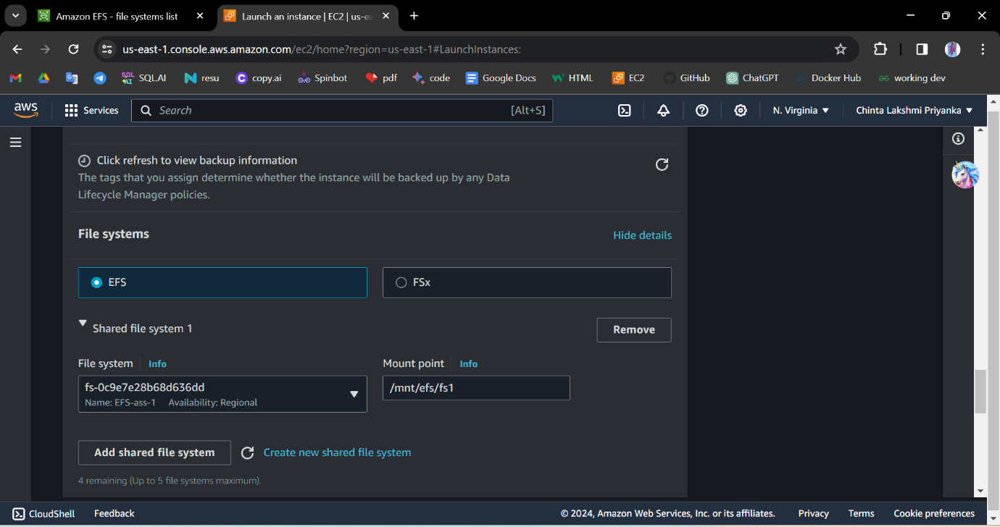 Amazon EFS - file systems list
Launch an instance | EC2 | us-ea
us-east-1.console.aws.amazon.com/ec2/home?region=us-east-1#LaunchInstances:
SQL AI SQLAI resu copy.ai Spinbot pdf code Google Docs HTML EC2 GitHub ChatGPT Docker Hub working dev
aws Services Search [Alt+S] N. Virginia Chinta Lakshmi Priyanka
Click refresh to view backup information
The tags that you assign determine whether the instance will be backed up by any Data
Lifecycle Manager policies.
File systems Hide details
EFS FSx
Shared file system 1 Remove
File system Info Mount point Info
fs-0c9e7e28b68d636dd /mnt/efs/fs1
Name: EFS-ass-1 Availability: Regional
Add shared file system Create new shared file system
4 remaining (Up to 5 file systems maximum).
CloudShell Feedback © 2024, Amazon Web Services, Inc. or its affiliates. Privacy Terms Cookie preferences